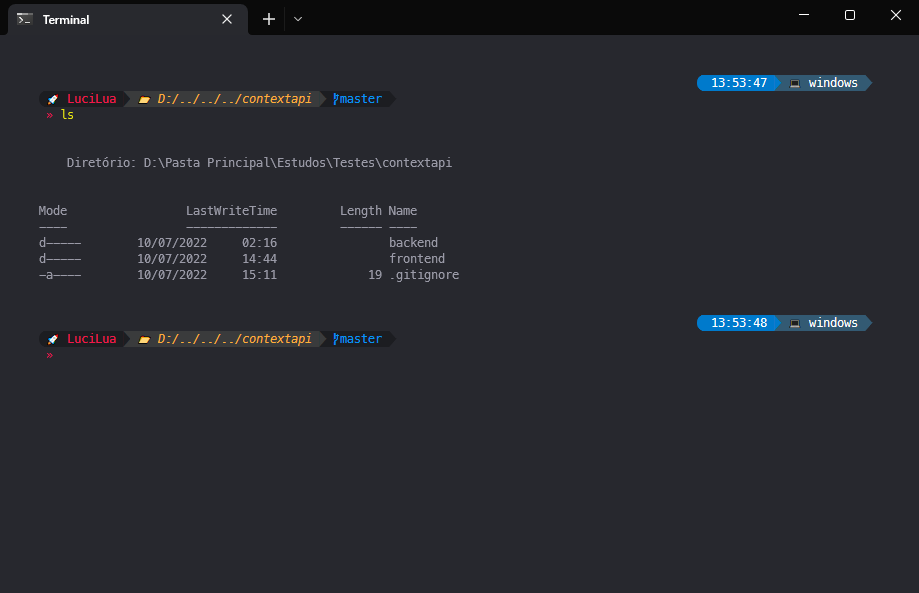 Terminal
13:53:47 windows
LuciLua D:/../../../contextapi master
» ls
Diretório: D:\Pasta Principal\Estudos\Testes\contextapi
Mode LastWriteTime Length Name
---- ------------- ------ ----
d----- 10/07/2022 02:16 backend
d----- 10/07/2022 14:44 frontend
-a---- 10/07/2022 15:11 19 .gitignore
13:53:48 windows
LuciLua D:/../../../contextapi master
»